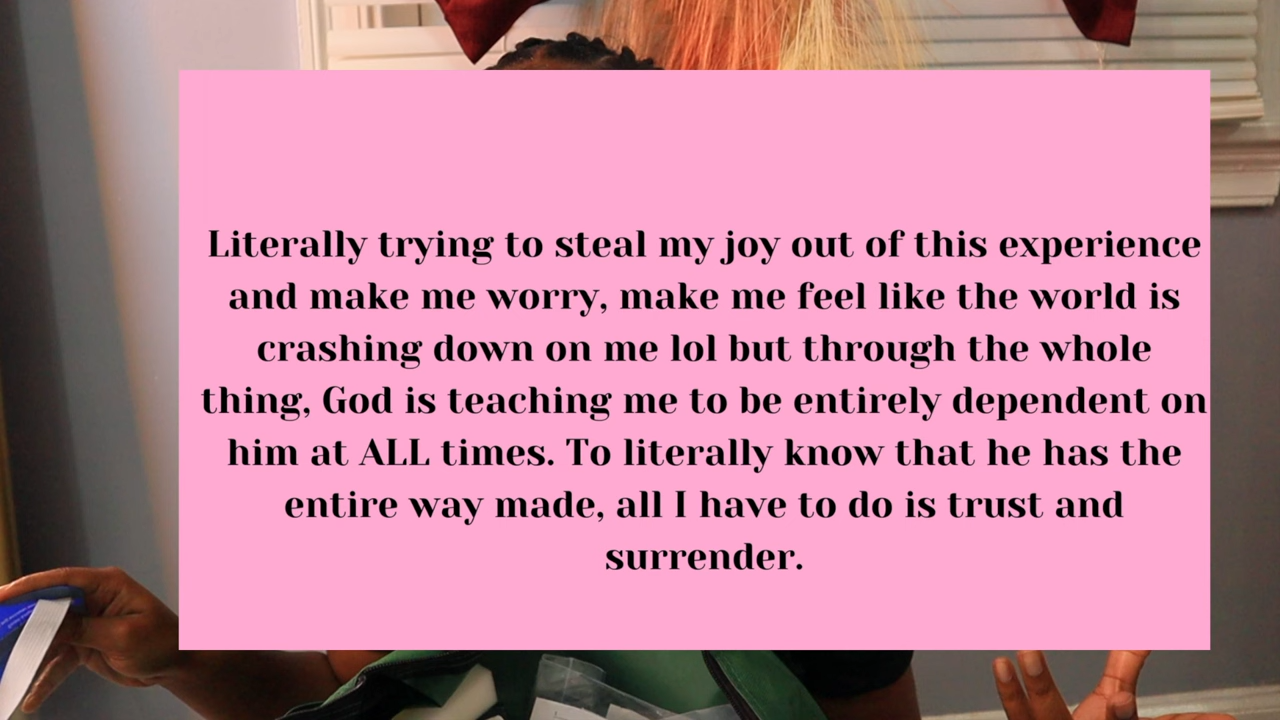 Literally trying to steal my joy out of this experience
and make me worry, make me feel like the world is
crashing down on me lol but through the whole
thing, God is teaching me to be entirely dependent on
him at ALL times. To literally know that he has the
entire way made, all I have to do is trust and
surrender.